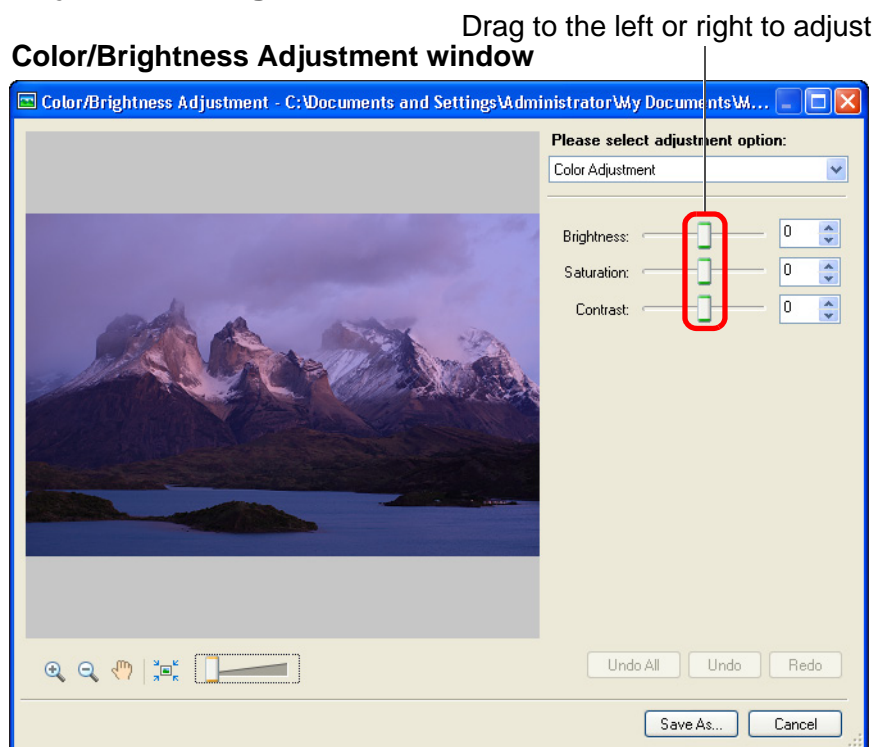 Drag to the left or right to adjust
Color/Brightness Adjustment window
Color/Brightness Adjustment - C:\Documents and Settings\Administrator\My Documents\M...
Please select adjustment option:
Color Adjustment
Brightness: 0
Saturation: 0
Contrast: 0
Undo All Undo Redo
Save As... Cancel